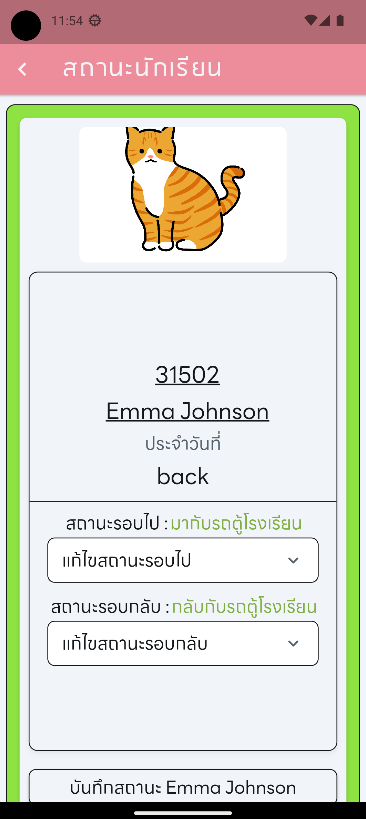 11:54
สถานะนักเรียน
31502
Emma Johnson
ประจำวันที่
back
สถานะรอบไป : มากับรถตู้โรงเรียน
แก้ไขสถานะรอบไป
สถานะรอบกลับ : กลับกับรถตู้โรงเรียน
แก้ไขสถานะรอบกลับ
บันทึกสถานะ Emma Johnson